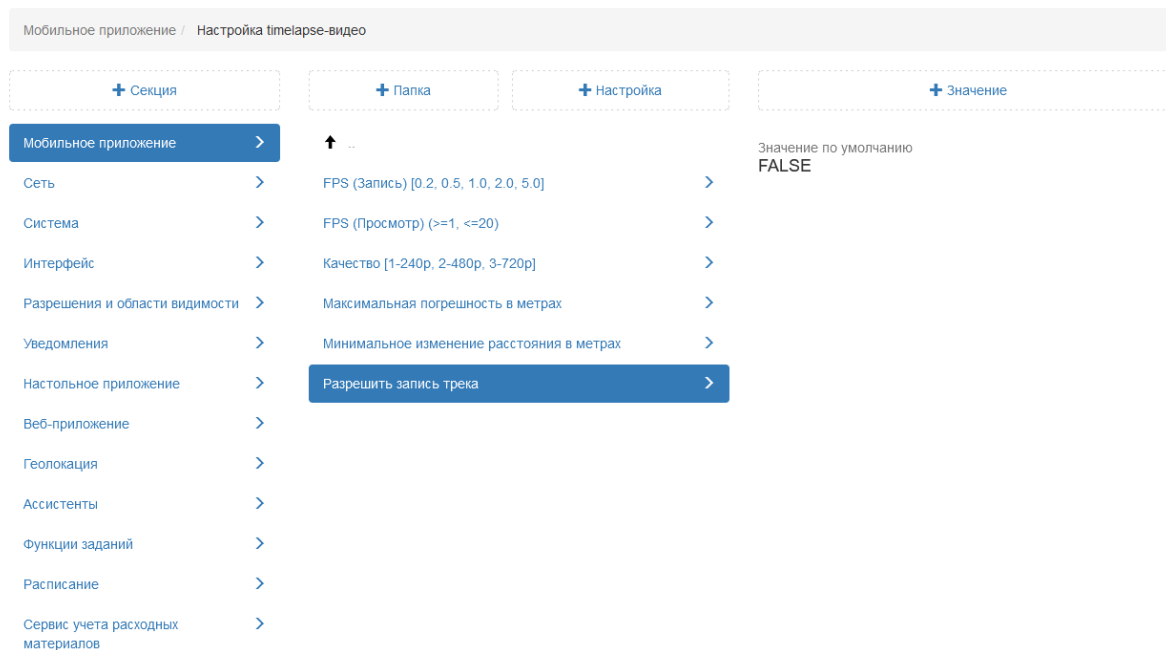 Мобильное приложение / Настройка timelapse-видео
+ Секция
+ Папка
+ Настройка
+ Значение
Мобильное приложение
Сеть
Система
Интерфейс
Разрешения и области видимости
Уведомления
Настольное приложение
Веб-приложение
Геолокация
Ассистенты
Функции заданий
Расписание
Сервис учета расходных
материалов
..
FPS (Запись) [0.2, 0.5, 1.0, 2.0, 5.0]
FPS (Просмотр) (>=1, <=20)
Качество [1-240p, 2-480p, 3-720p]
Максимальная погрешность в метрах
Минимальное изменение расстояния в метрах
Разрешить запись трека
Значение по умолчанию
FALSE